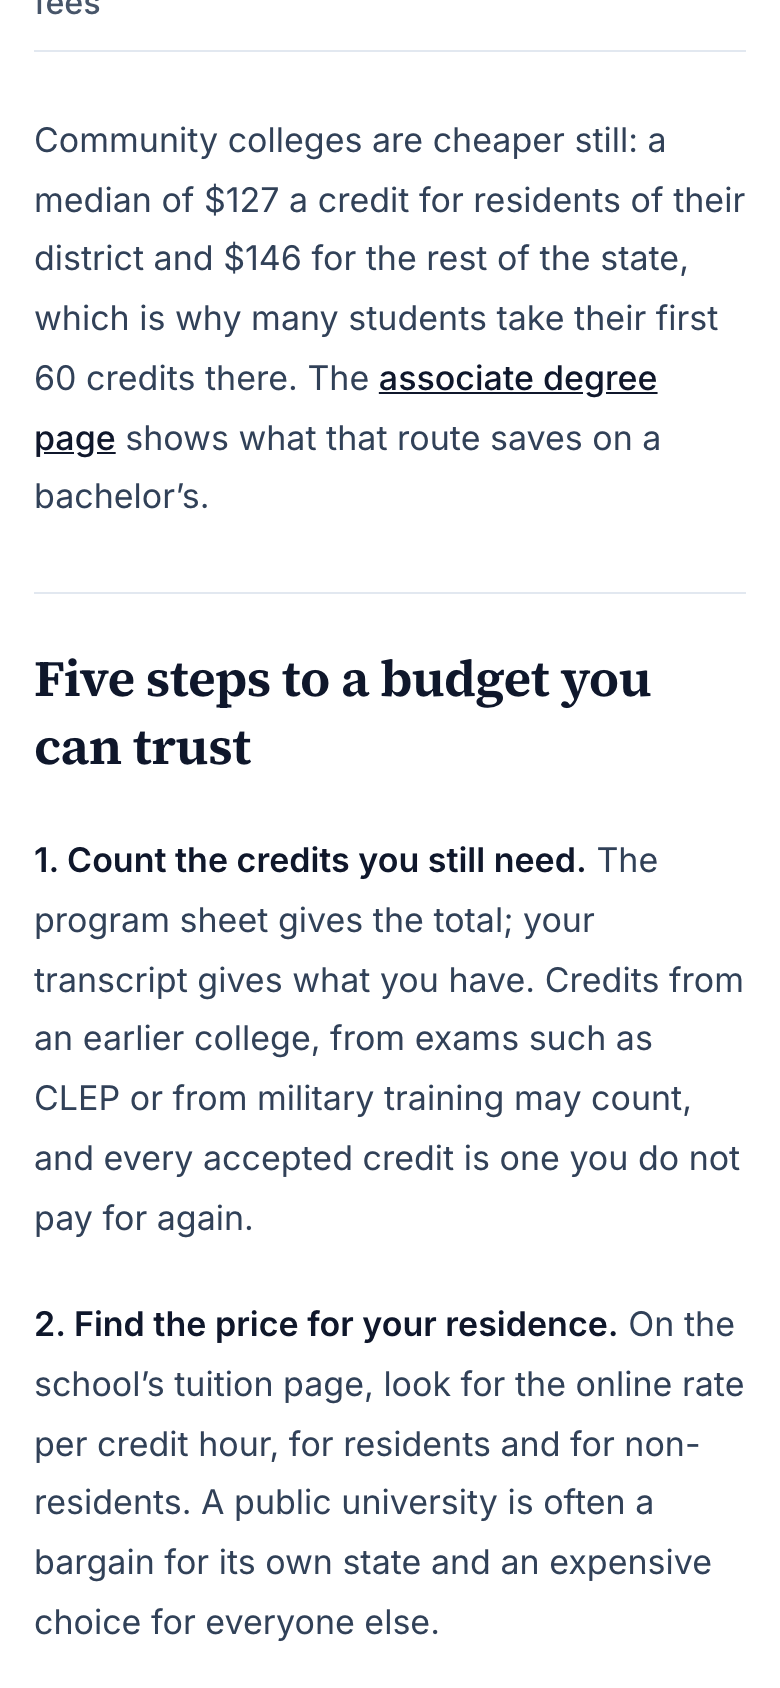 fees
Community colleges are cheaper still: a
median of $127 a credit for residents of their
district and $146 for the rest of the state,
which is why many students take their first
60 credits there. The associate degree
page shows what that route saves on a
bachelor’s.
Five steps to a budget you
can trust
1. Count the credits you still need. The
program sheet gives the total; your
transcript gives what you have. Credits from
an earlier college, from exams such as
CLEP or from military training may count,
and every accepted credit is one you do not
pay for again.
2. Find the price for your residence. On the
school’s tuition page, look for the online rate
per credit hour, for residents and for non-
residents. A public university is often a
bargain for its own state and an expensive
choice for everyone else.